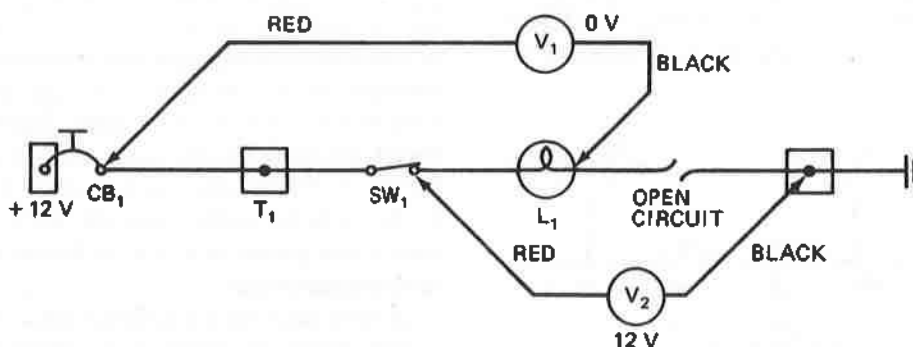 RED
V1
0 V
BLACK
+ 12 V
CB1
T1
SW1
L1
OPEN
CIRCUIT
RED
BLACK
V2
12 V